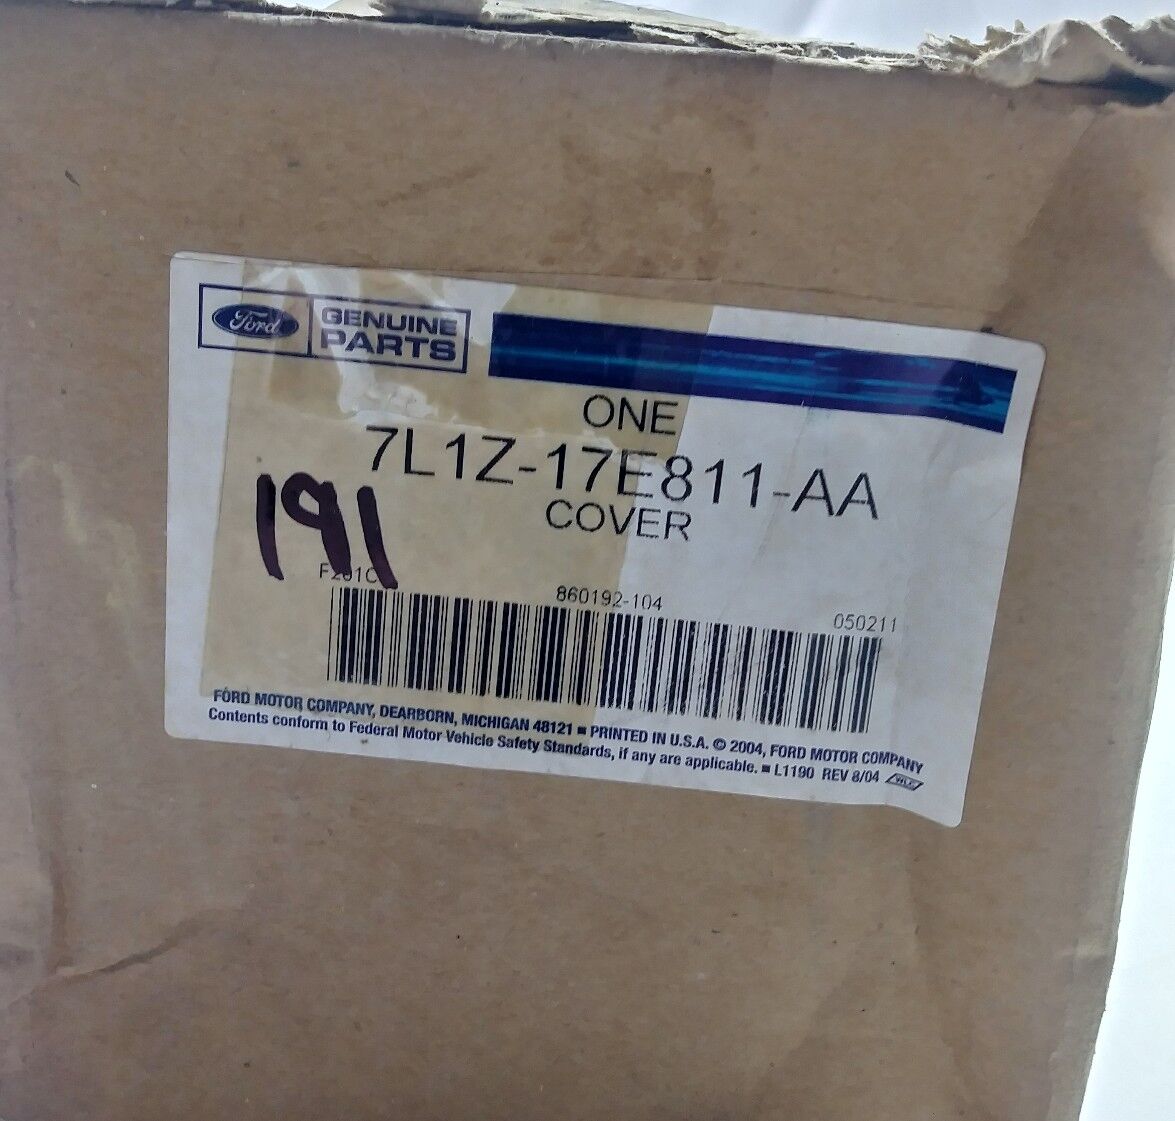 Ford GENUINE
PARTS
ONE
7L1Z-17E811-AA
COVER
191
860192-104
050211
FORD MOTOR COMPANY, DEARBORN, MICHIGAN 48121 ■ PRINTED IN U.S.A. © 2004, FORD MOTOR COMPANY
Contents conform to Federal Motor Vehicle Safety Standards, if any are applicable. ■ L1190 REV 8/04 WLC